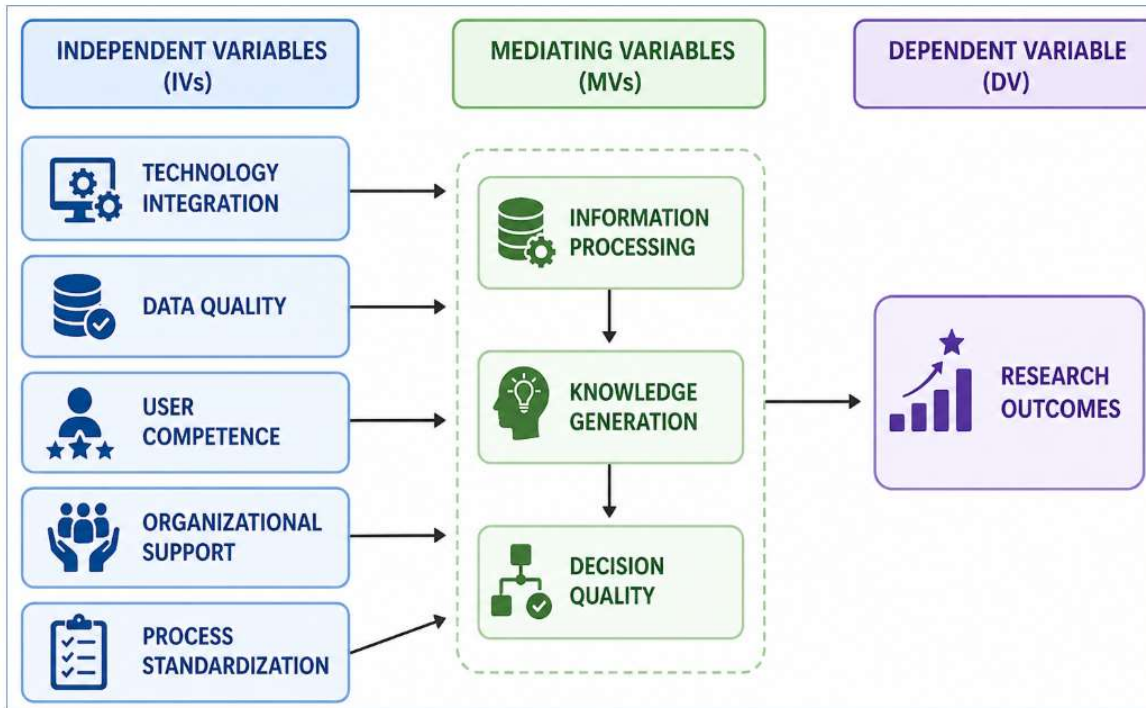 INDEPENDENT VARIABLES
(IVs)
MEDIATING VARIABLES
(MVs)
DEPENDENT VARIABLE
(DV)
TECHNOLOGY
INTEGRATION
DATA QUALITY
USER
COMPETENCE
ORGANIZATIONAL
SUPPORT
PROCESS
STANDARDIZATION
INFORMATION
PROCESSING
KNOWLEDGE
GENERATION
DECISION
QUALITY
RESEARCH
OUTCOMES